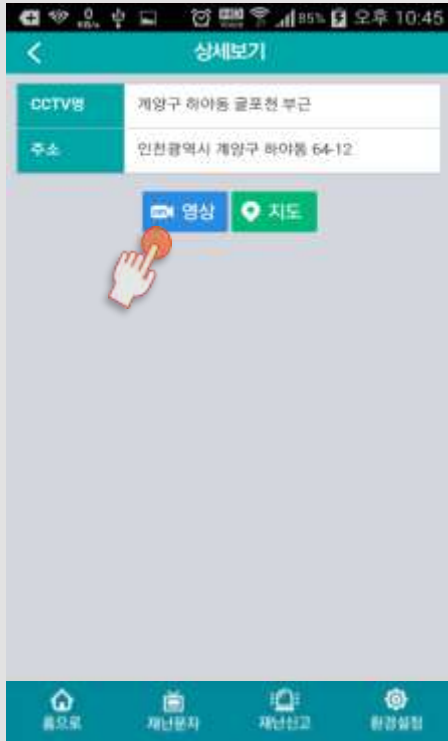 85% 오후 10:45
상세보기
CCTV명 계양구 하야동 굴포천 부근
주소 인천광역시 계양구 하야동 64-12
영상 지도
홈으로 재난문자 재난신고 환경설정